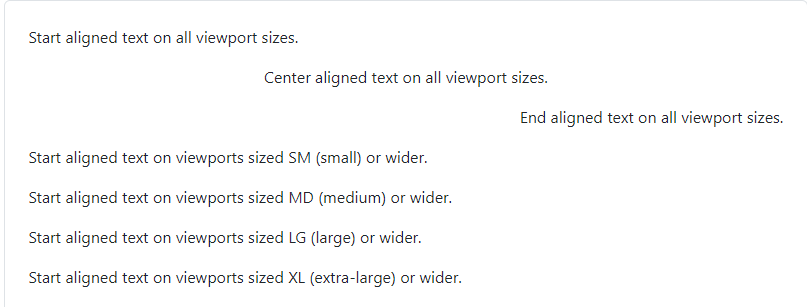 Start aligned text on all viewport sizes.
Center aligned text on all viewport sizes.
End aligned text on all viewport sizes.
Start aligned text on viewports sized SM (small) or wider.
Start aligned text on viewports sized MD (medium) or wider.
Start aligned text on viewports sized LG (large) or wider.
Start aligned text on viewports sized XL (extra-large) or wider.